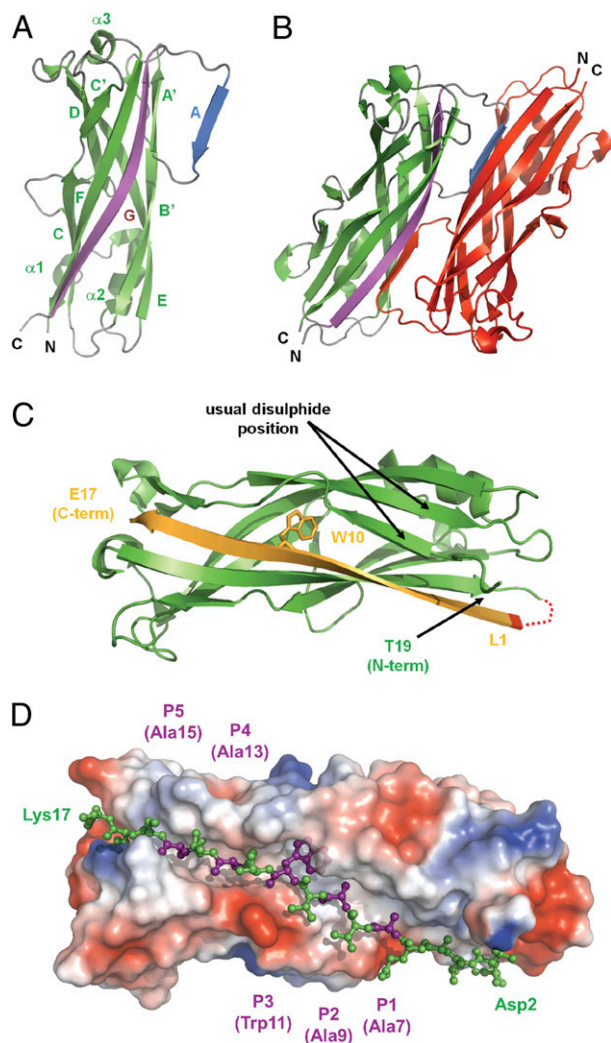 A
α3
C'
D
A'
A
F
G
B'
C
α1
α2
E
C
N
B
N
C
C
N
C
usual disulphide
position
E17
(C-term)
W10
L1
T19
(N-term)
D
P5
(Ala15)
P4
(Ala13)
Lys17
P3
(Trp11)
P2
(Ala9)
P1
(Ala7)
Asp2